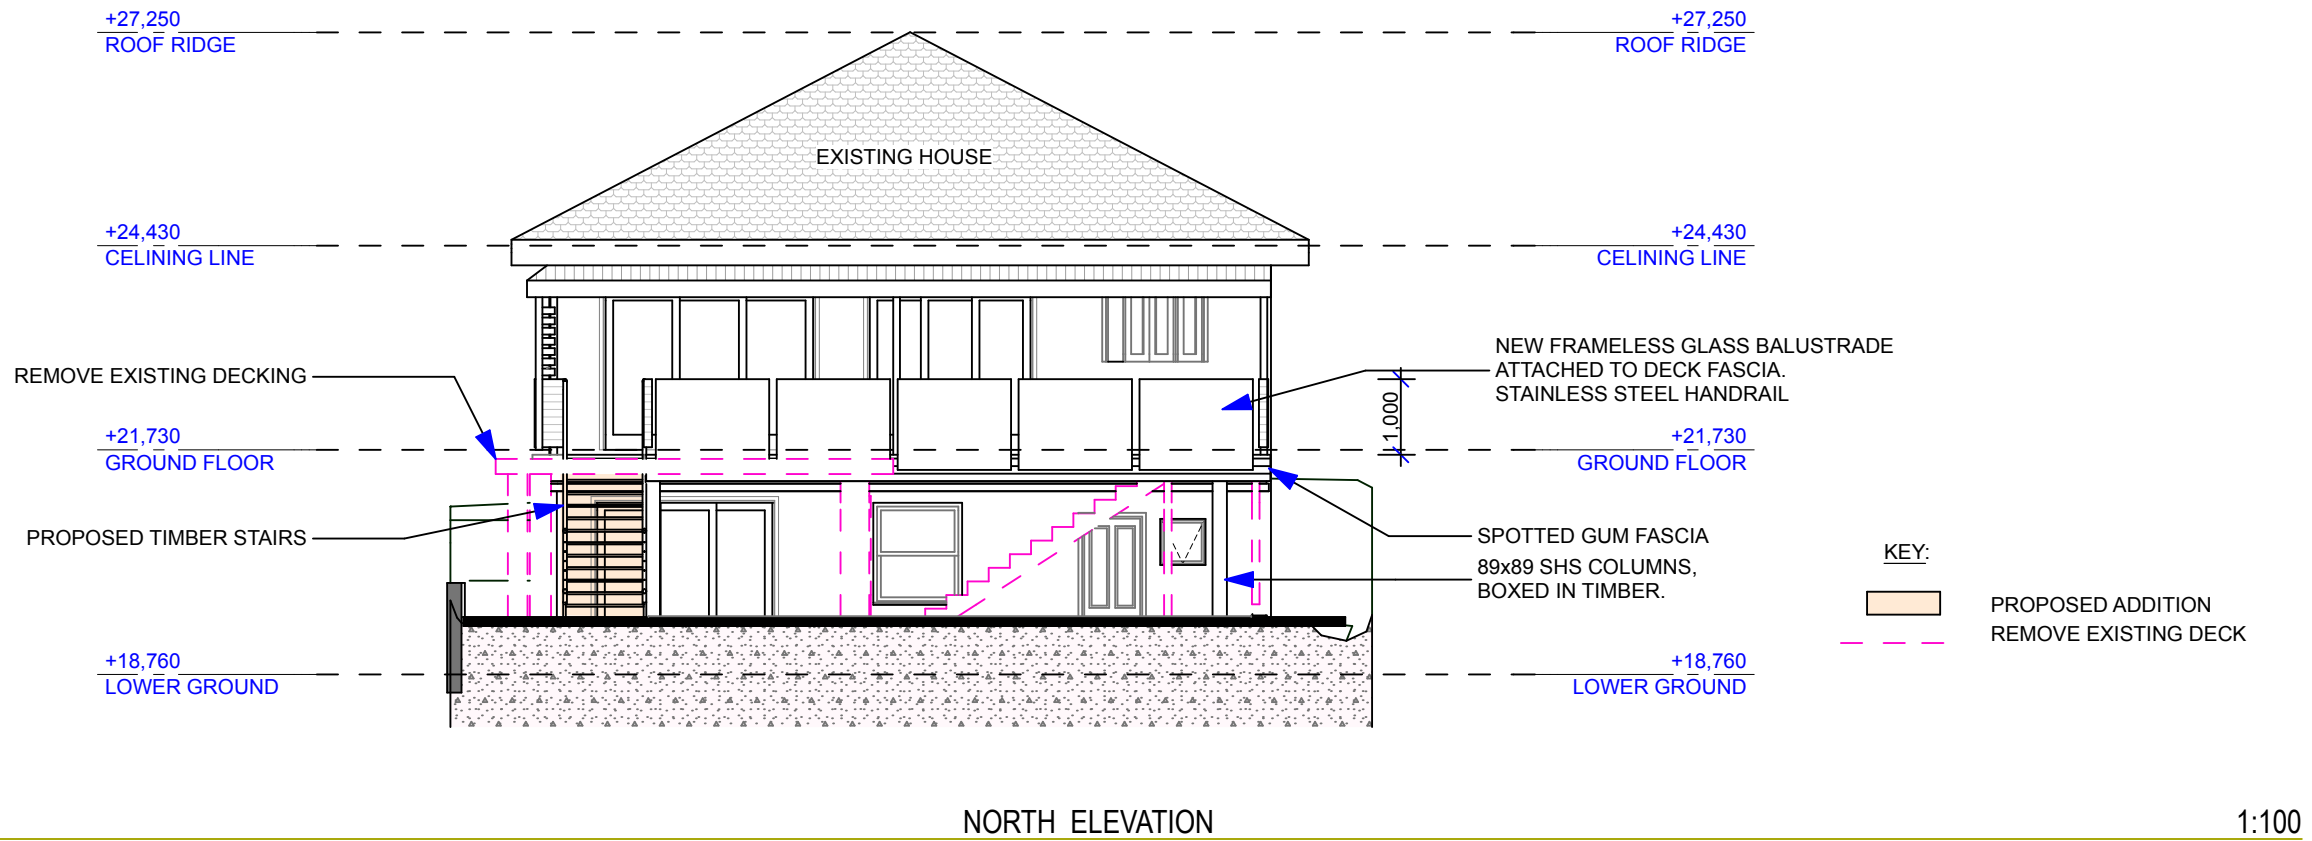 +27,250
ROOF RIDGE
+27,250
ROOF RIDGE
EXISTING HOUSE
+24,430
CELINING LINE
+24,430
CELINING LINE
REMOVE EXISTING DECKING
NEW FRAMELESS GLASS BALUSTRADE
ATTACHED TO DECK FASCIA.
STAINLESS STEEL HANDRAIL
1,000
+21,730
GROUND FLOOR
+21,730
GROUND FLOOR
PROPOSED TIMBER STAIRS
SPOTTED GUM FASCIA
89x89 SHS COLUMNS,
BOXED IN TIMBER.
KEY:
PROPOSED ADDITION
REMOVE EXISTING DECK
+18,760
LOWER GROUND
+18,760
LOWER GROUND
NORTH ELEVATION
1:100